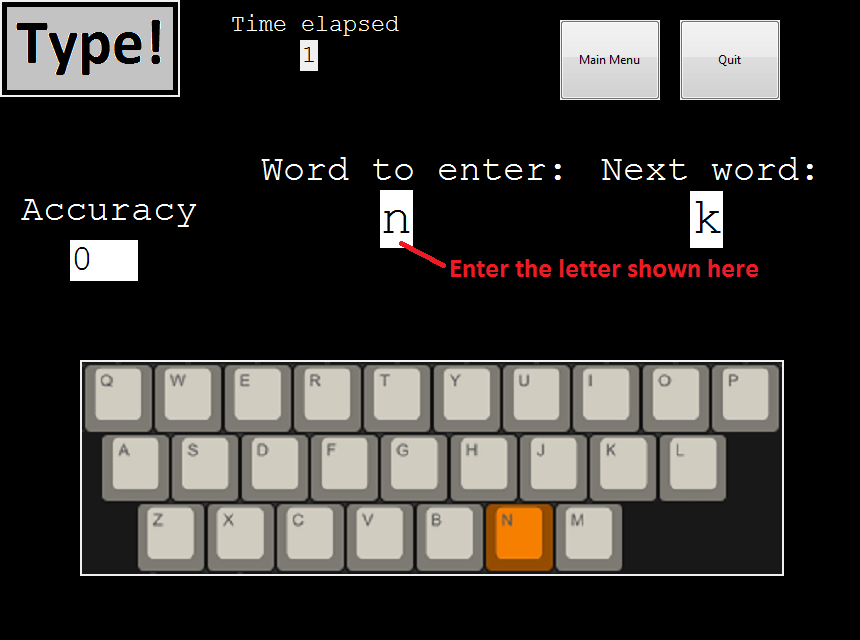 Type!
Time elapsed
1
Main Menu
Quit
Word to enter:
Next word:
Accuracy
n
k
0
Enter the letter shown here
Q W E R T Y U I O P
A S D F G H J K L
Z X C V B N M